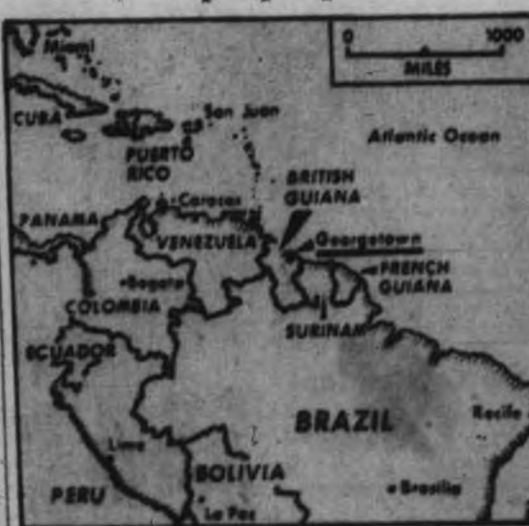 Miami
0 1000
MILES
CUBA
San Juan
Atlantic Ocean
PUERTO
RICO
BRITISH
GUIANA
Caracas
PANAMA
VENEZUELA
Georgetown
FRENCH
GUIANA
Bogota
COLOMBIA
SURINAM
ECUADOR
BRAZIL
Recife
Lima
BOLIVIA
PERU
La Paz
Brasilia